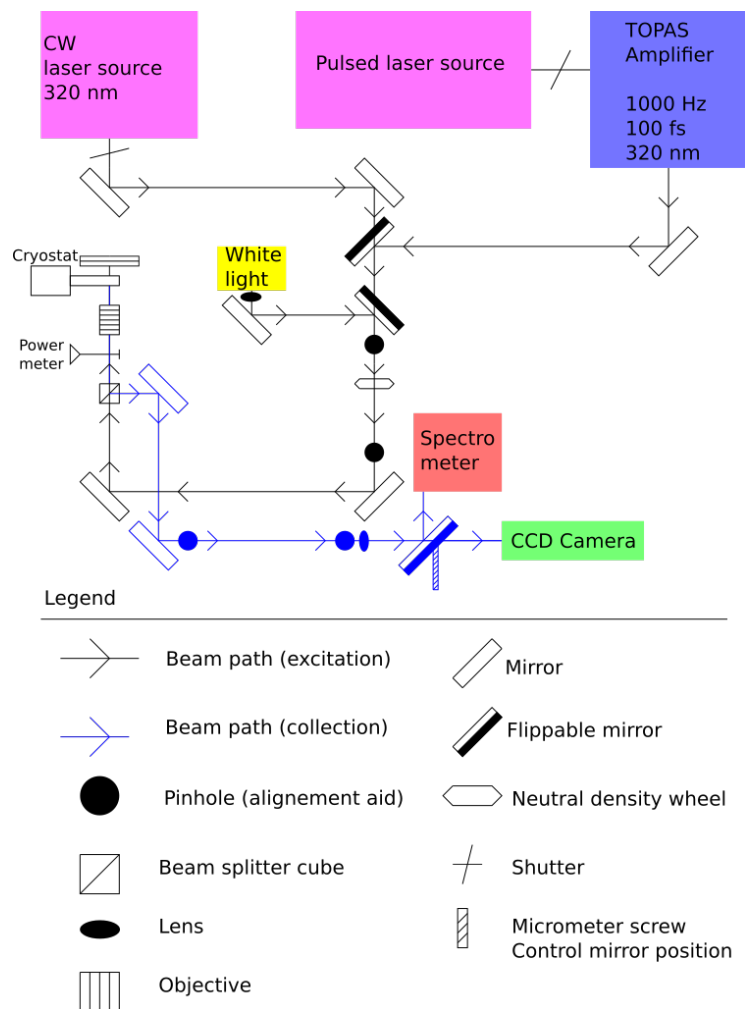 CW
laser source
320 nm
Pulsed laser source
TOPAS
Amplifier
1000 Hz
100 fs
320 nm
Cryostat
White
light
Power
meter
Spectro
meter
CCD Camera
Legend
Beam path (excitation)
Mirror
Beam path (collection)
Flippable mirror
Pinhole (alignement aid)
Neutral density wheel
Beam splitter cube
Shutter
Lens
Micrometer screw
Control mirror position
Objective